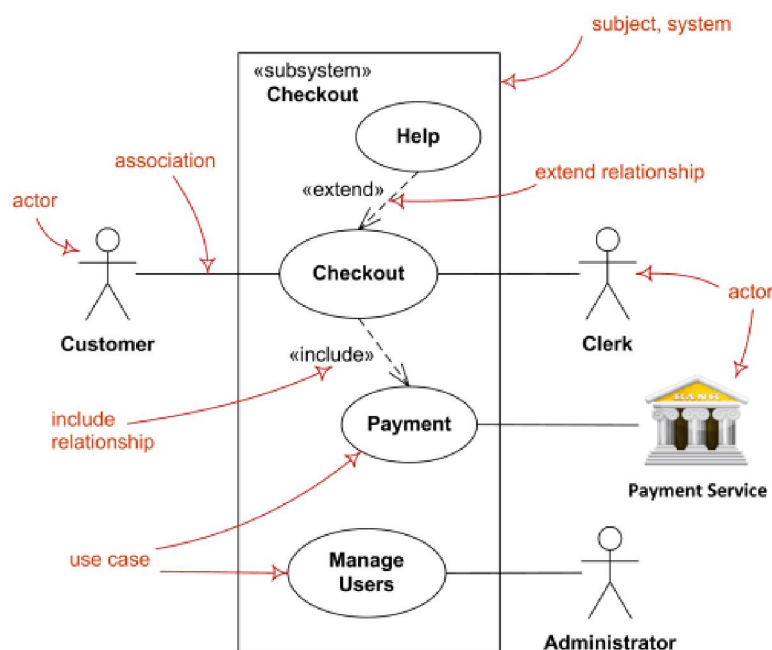 subject, system
«subsystem»
Checkout
Help
association
«extend»
extend relationship
actor
Checkout
actor
Customer
Clerk
«include»
BANK
include
relationship
Payment
Payment Service
use case
Manage
Users
Administrator